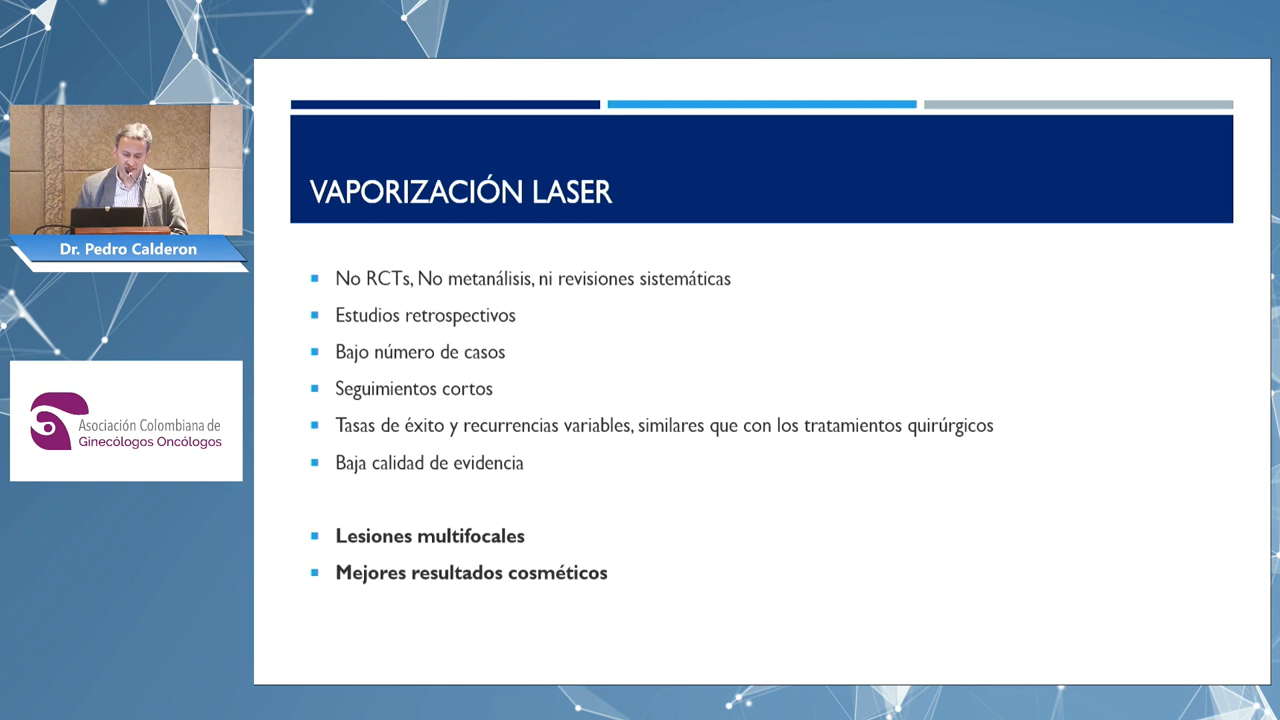 VAPORIZACIÓN LASER
Dr. Pedro Calderon
No RCTs, No metanálisis, ni revisiones sistemáticas
Estudios retrospectivos
Bajo número de casos
Seguimientos cortos
Tasas de éxito y recurrencias variables, similares que con los tratamientos quirúrgicos
Baja calidad de evidencia
Lesiones multifocales
Mejores resultados cosméticos
Asociación Colombiana de
Ginecólogos Oncólogos